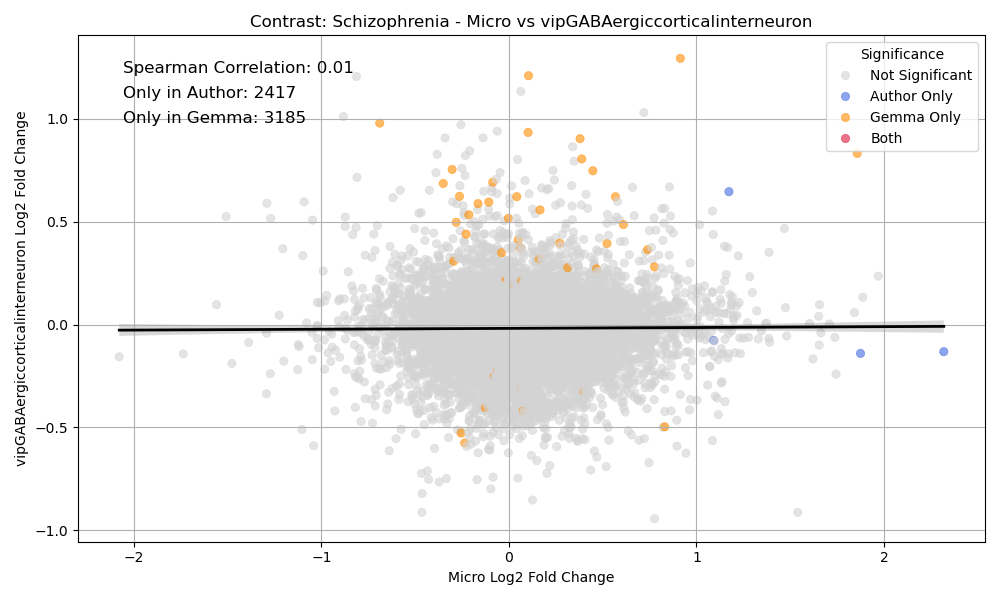 Contrast: Schizophrenia - Micro vs vipGABAergiccorticalinterneuron
Spearman Correlation: 0.01
Only in Author: 2417
Only in Gemma: 3185
Significance
Not Significant
Author Only
Gemma Only
Both
1.0
0.5
0.0
−0.5
−1.0
vipGABAergiccorticalinterneuron Log2 Fold Change
−2
−1
0
1
2
Micro Log2 Fold Change